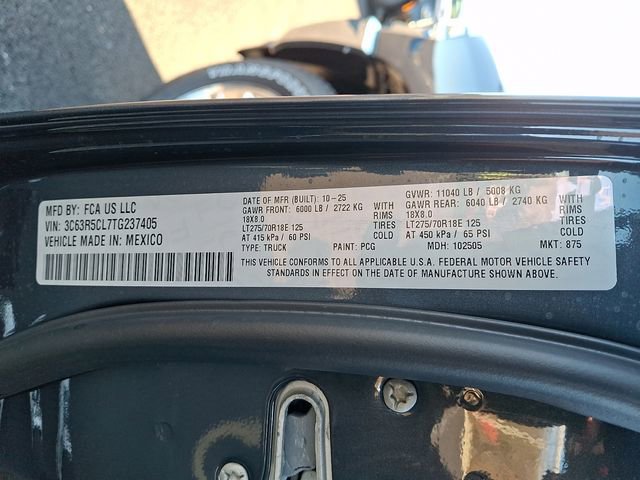 MFD BY: FCA US LLC
VIN: 3C63R5CL7TG237405
VEHICLE MADE IN: MEXICO
DATE OF MFR (BUILT): 10-25
GAWR FRONT: 6000 LB / 2722 KG WITH
18X8.0 RIMS
LT275/70R18E 125 TIRES
AT 415 kPa / 60 PSI COLD
TYPE: TRUCK PAINT: PCG
GVWR: 11040 LB / 5008 KG
GAWR REAR: 6040 LB / 2740 KG WITH
18X8.0 RIMS
LT275/70R18E 125 TIRES
AT 450 kPa / 65 PSI COLD
MDH: 102505 MKT: 875
THIS VEHICLE CONFORMS TO ALL APPLICABLE U.S.A. FEDERAL MOTOR VEHICLE SAFETY
STANDARDS IN EFFECT ON THE DATE OF MANUFACTURE SHOWN ABOVE.